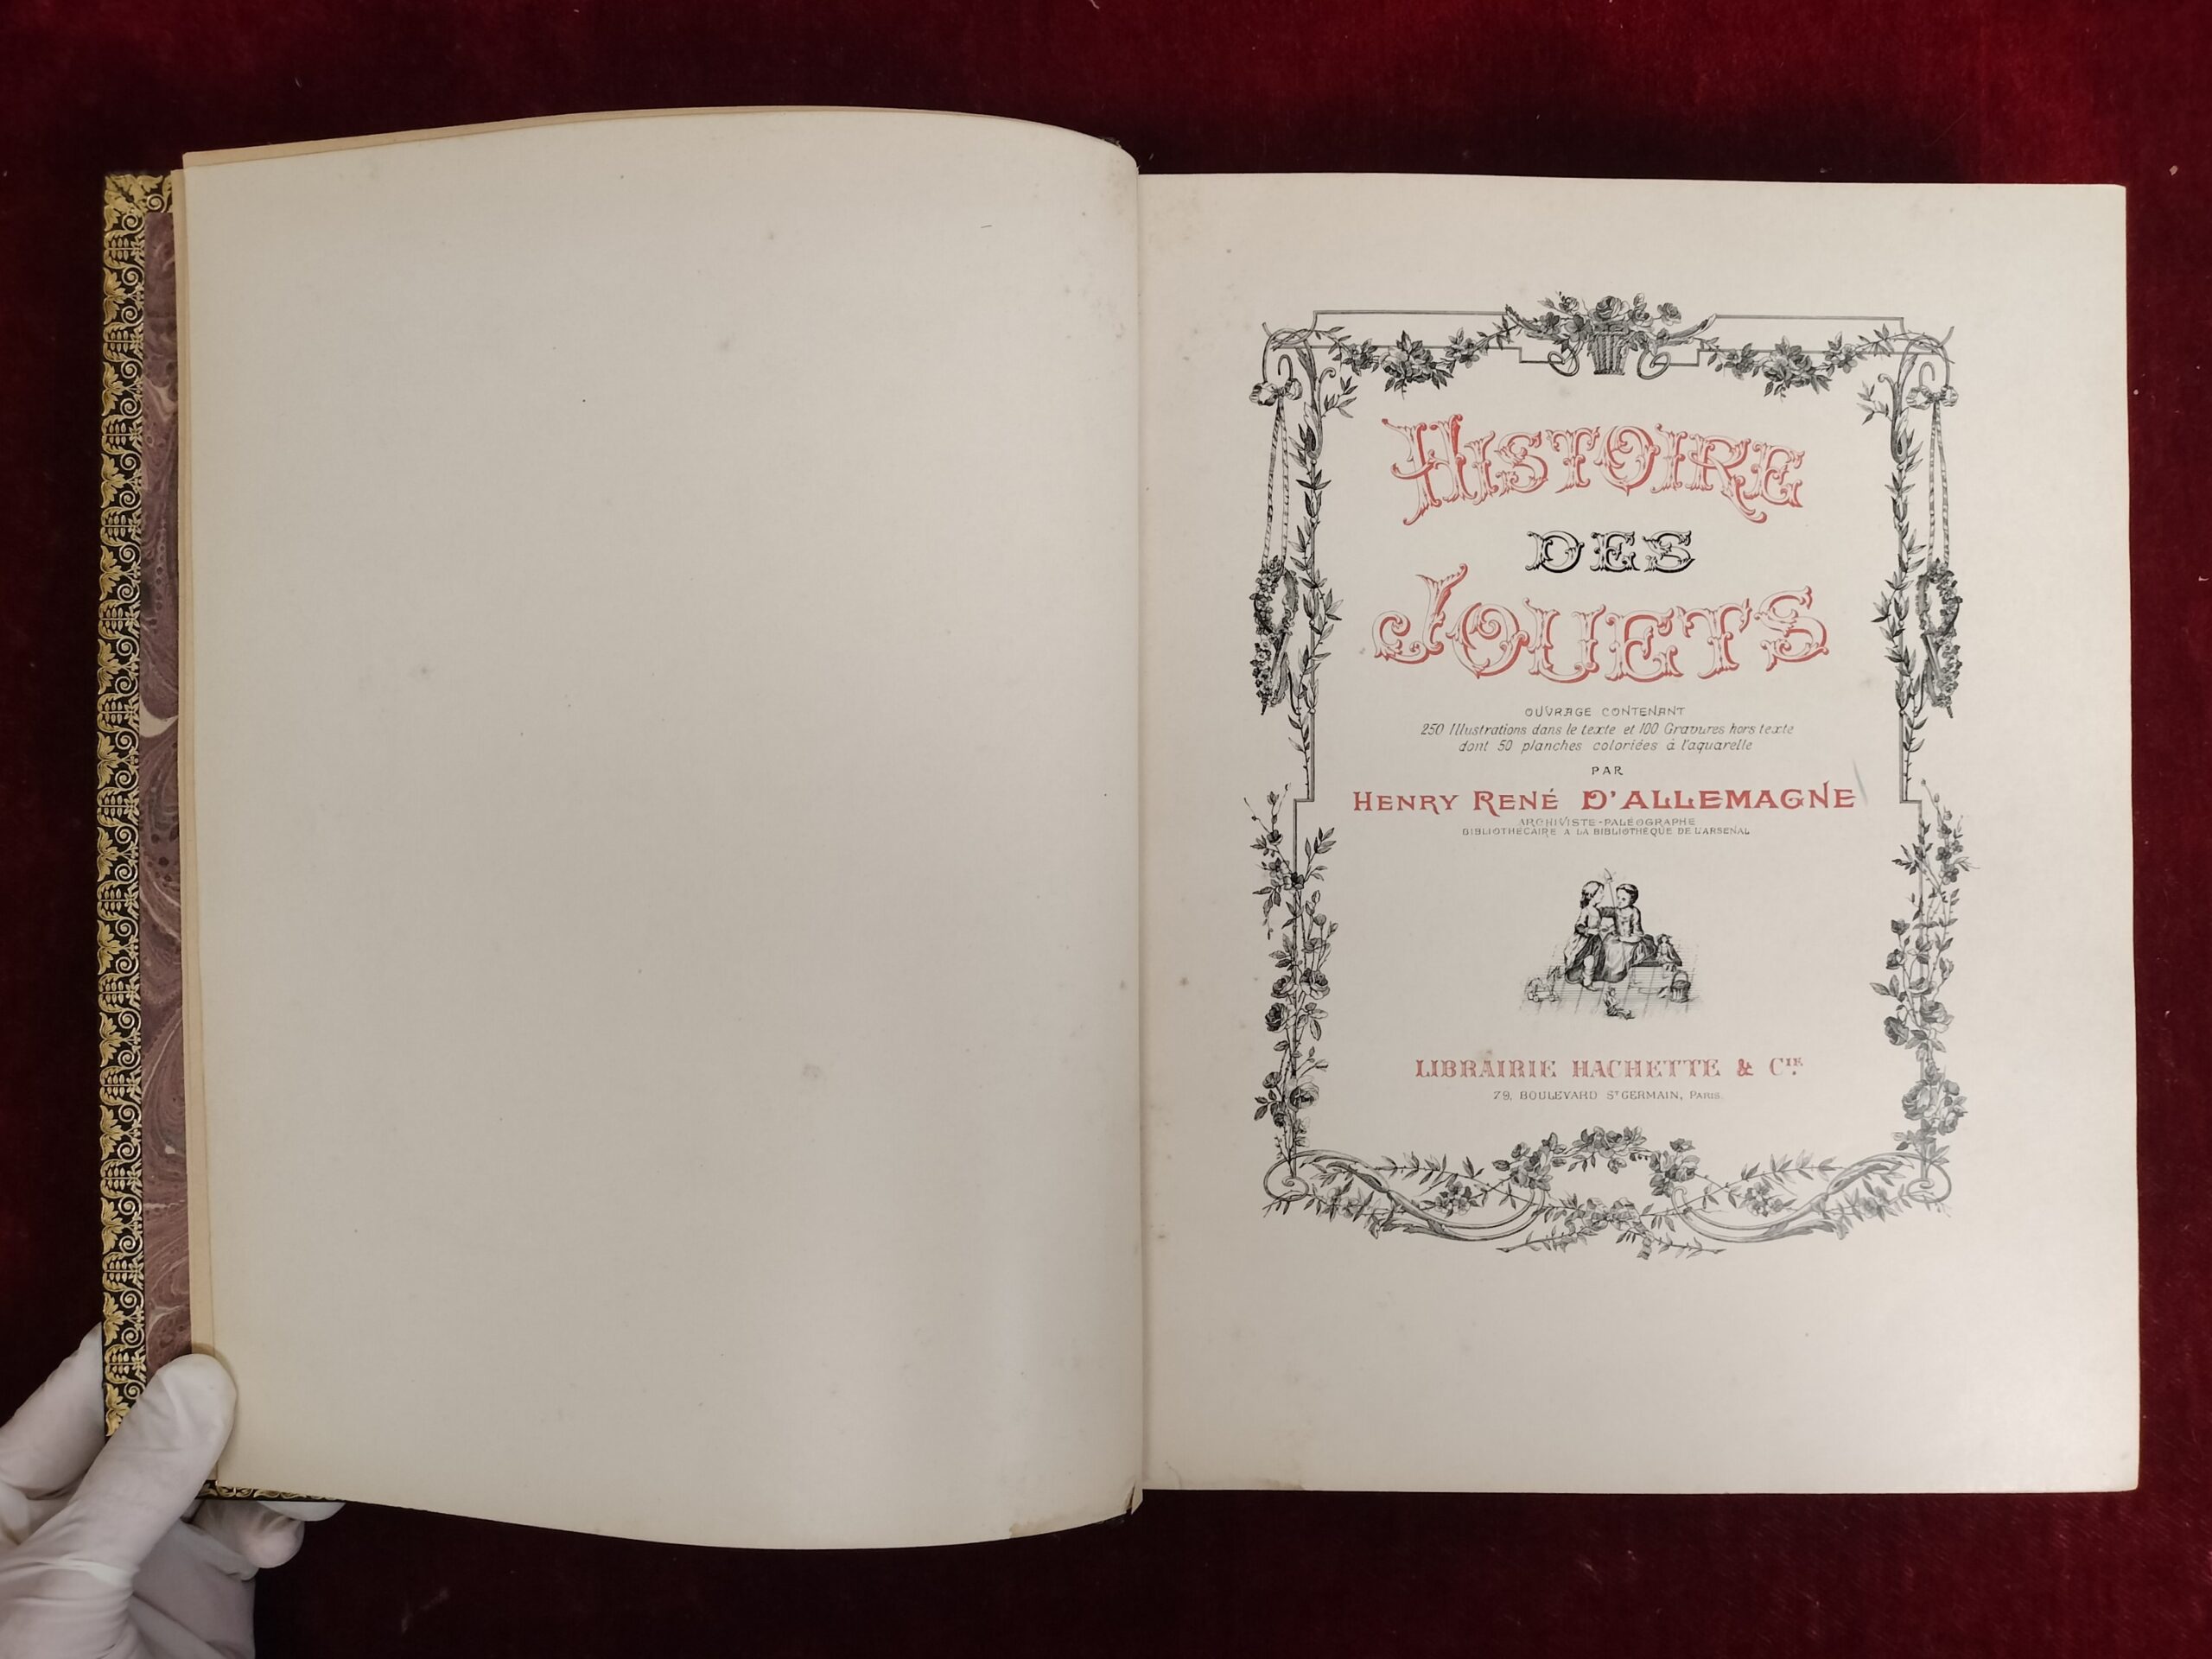 HISTOIRE
DES
JOUETS
OUVRAGE CONTENANT
250 Illustrations dans le texte et 100 Gravures hors texte
dont 50 planches coloriées à l'aquarelle
PAR
HENRY RENÉ D'ALLEMAGNE
ARCHIVISTE-PALÉOGRAPHE
BIBLIOTHÉCAIRE A LA BIBLIOTHÈQUE DE L'ARSENAL
LIBRAIRIE HACHETTE & CIE.
79, BOULEVARD ST GERMAIN, PARIS.